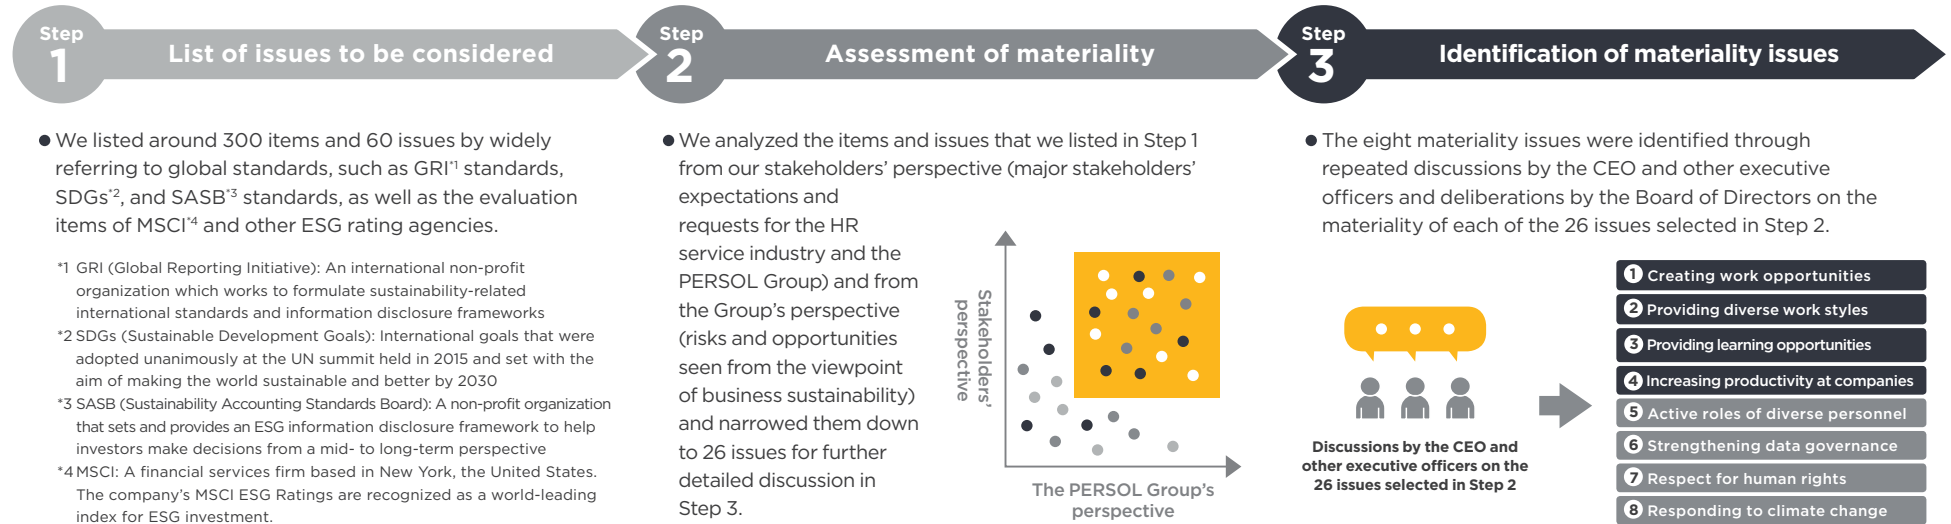 Step
1
List of issues to be considered
Step
2
Assessment of materiality
Step
3
Identification of materiality issues
● We listed around 300 items and 60 issues by widely
referring to global standards, such as GRI*1 standards,
SDGs*2, and SASB*3 standards, as well as the evaluation
items of MSCI*4 and other ESG rating agencies.
*1 GRI (Global Reporting Initiative): An international non-profit
organization which works to formulate sustainability-related
international standards and information disclosure frameworks
*2 SDGs (Sustainable Development Goals): International goals that were
adopted unanimously at the UN summit held in 2015 and set with the
aim of making the world sustainable and better by 2030
*3 SASB (Sustainability Accounting Standards Board): A non-profit organization
that sets and provides an ESG information disclosure framework to help
investors make decisions from a mid- to long-term perspective
*4 MSCI: A financial services firm based in New York, the United States.
The company's MSCI ESG Ratings are recognized as a world-leading
index for ESG investment.
● We analyzed the items and issues that we listed in Step 1
from our stakeholders' perspective (major stakeholders'
expectations and
requests for the HR
service industry and the
PERSOL Group) and from
the Group's perspective
(risks and opportunities
seen from the viewpoint
of business sustainability)
and narrowed them down
to 26 issues for further
detailed discussion in
Step 3.
Stakeholders'
perspective
The PERSOL Group's
perspective
● The eight materiality issues were identified through
repeated discussions by the CEO and other executive
officers and deliberations by the Board of Directors on the
materiality of each of the 26 issues selected in Step 2.
Discussions by the CEO and
other executive officers on the
26 issues selected in Step 2
1 Creating work opportunities
2 Providing diverse work styles
3 Providing learning opportunities
4 Increasing productivity at companies
5 Active roles of diverse personnel
6 Strengthening data governance
7 Respect for human rights
8 Responding to climate change